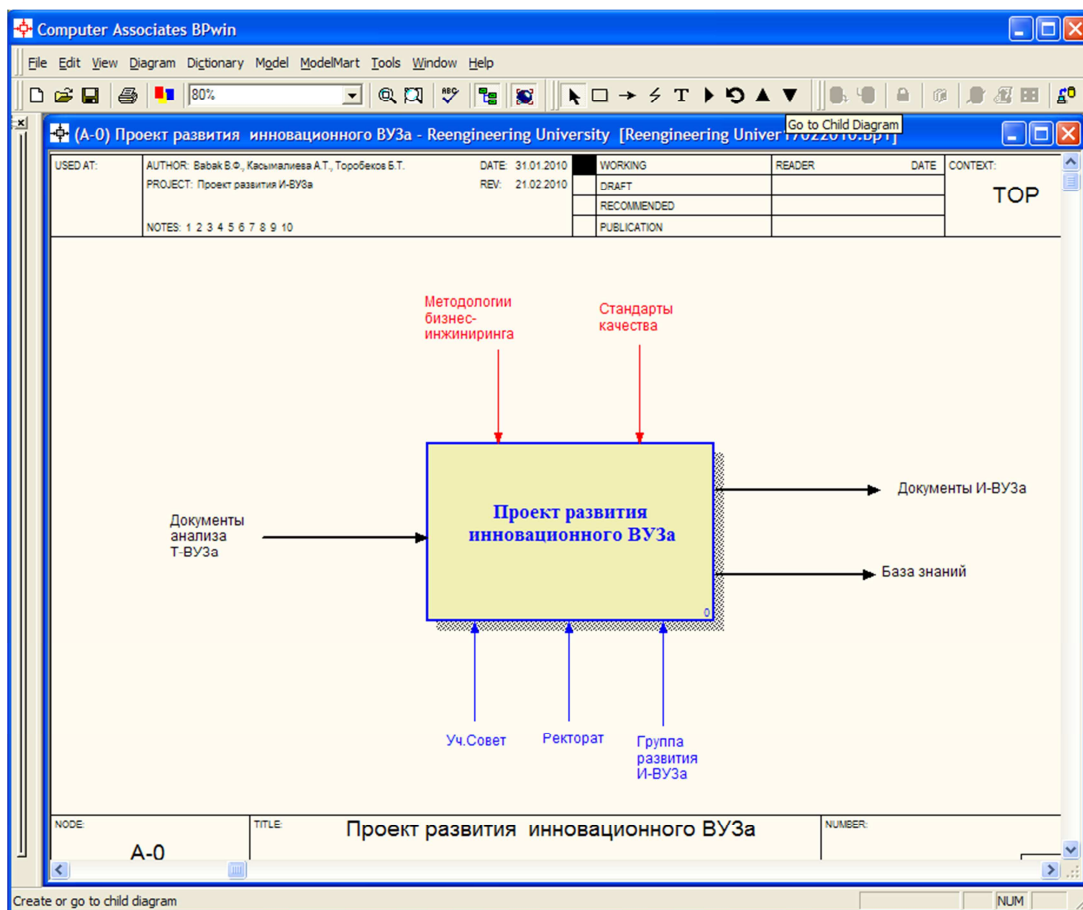 Computer Associates BPwin
File Edit View Diagram Dictionary Model ModelMart Tools Window Help
80%
ABC
T
Go to Child Diagram
(A-0) Проект развития инновационного ВУЗа - Reengineering University [Reengineering Univer
USED AT:
AUTHOR: Babak В.Ф., Касымалиева А.Т., Торобеков Б.Т.
DATE: 31.01.2010
WORKING
READER
DATE
CONTEXT:
PROJECT: Проект развития И-ВУЗа
REV: 21.02.2010
DRAFT
TOP
RECOMMENDED
NOTES: 1 2 3 4 5 6 7 8 9 10
PUBLICATION
Методологии
бизнес-
инжиниринга
Стандарты
качества
Проект развития
инновационного ВУЗа
0
Документы
анализа
Т-ВУЗа
Документы И-ВУЗа
База знаний
Уч.Совет
Ректорат
Группа
развития
И-ВУЗа
NODE:
TITLE:
NUMBER:
A-0
Проект развития инновационного ВУЗа
Create or go to child diagram
NUM